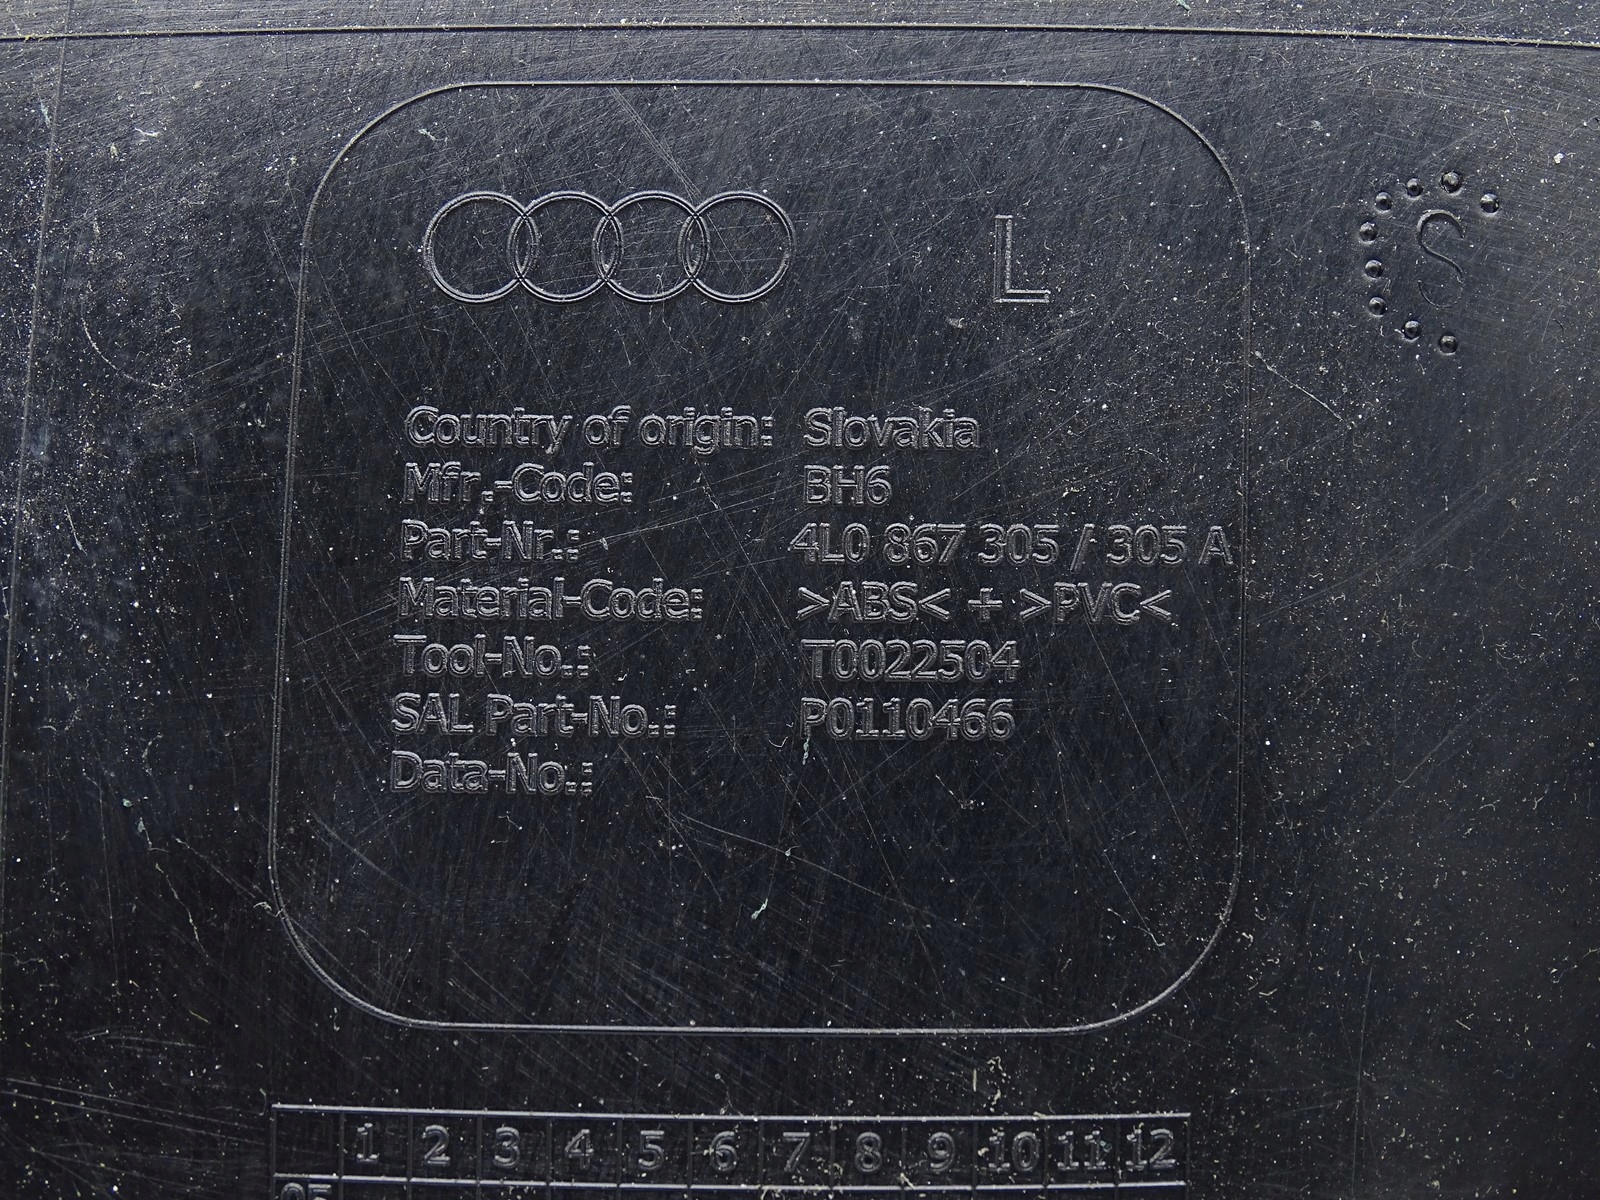 L
S
Country of origin: Slovakia
Mfr.-Code: BH6
Part-Nr.: 4L0 867 305 / 305 A
Material-Code: >ABS< + >PVC<
Tool-No.: T0022504
SAL Part-No.: P0110466
Data-No.:
1 2 3 4 5 6 7 8 9 10 11 12
05